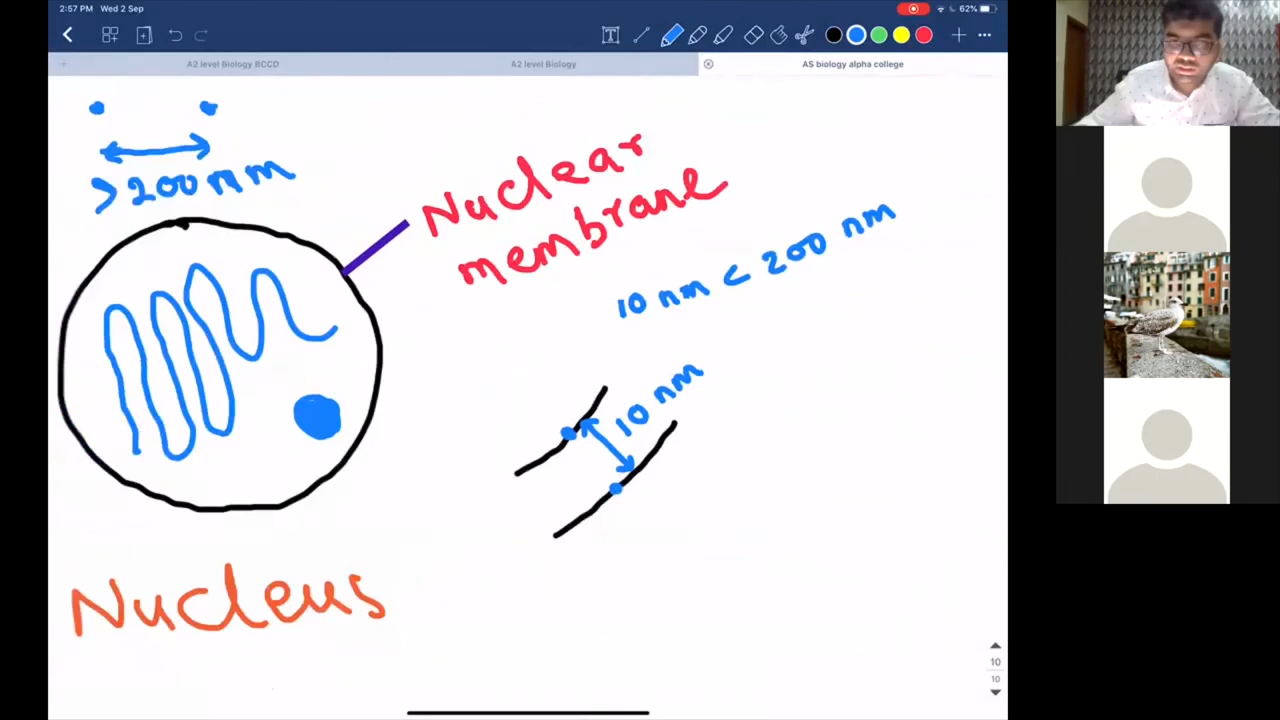 2:57 PM Wed 2 Sep
62%
A2 level Biology BCCD
A2 level Biology
AS biology alpha college
> 200 nm
Nuclear
membrane
10 nm < 200 nm
10 nm
Nucleus
10
10